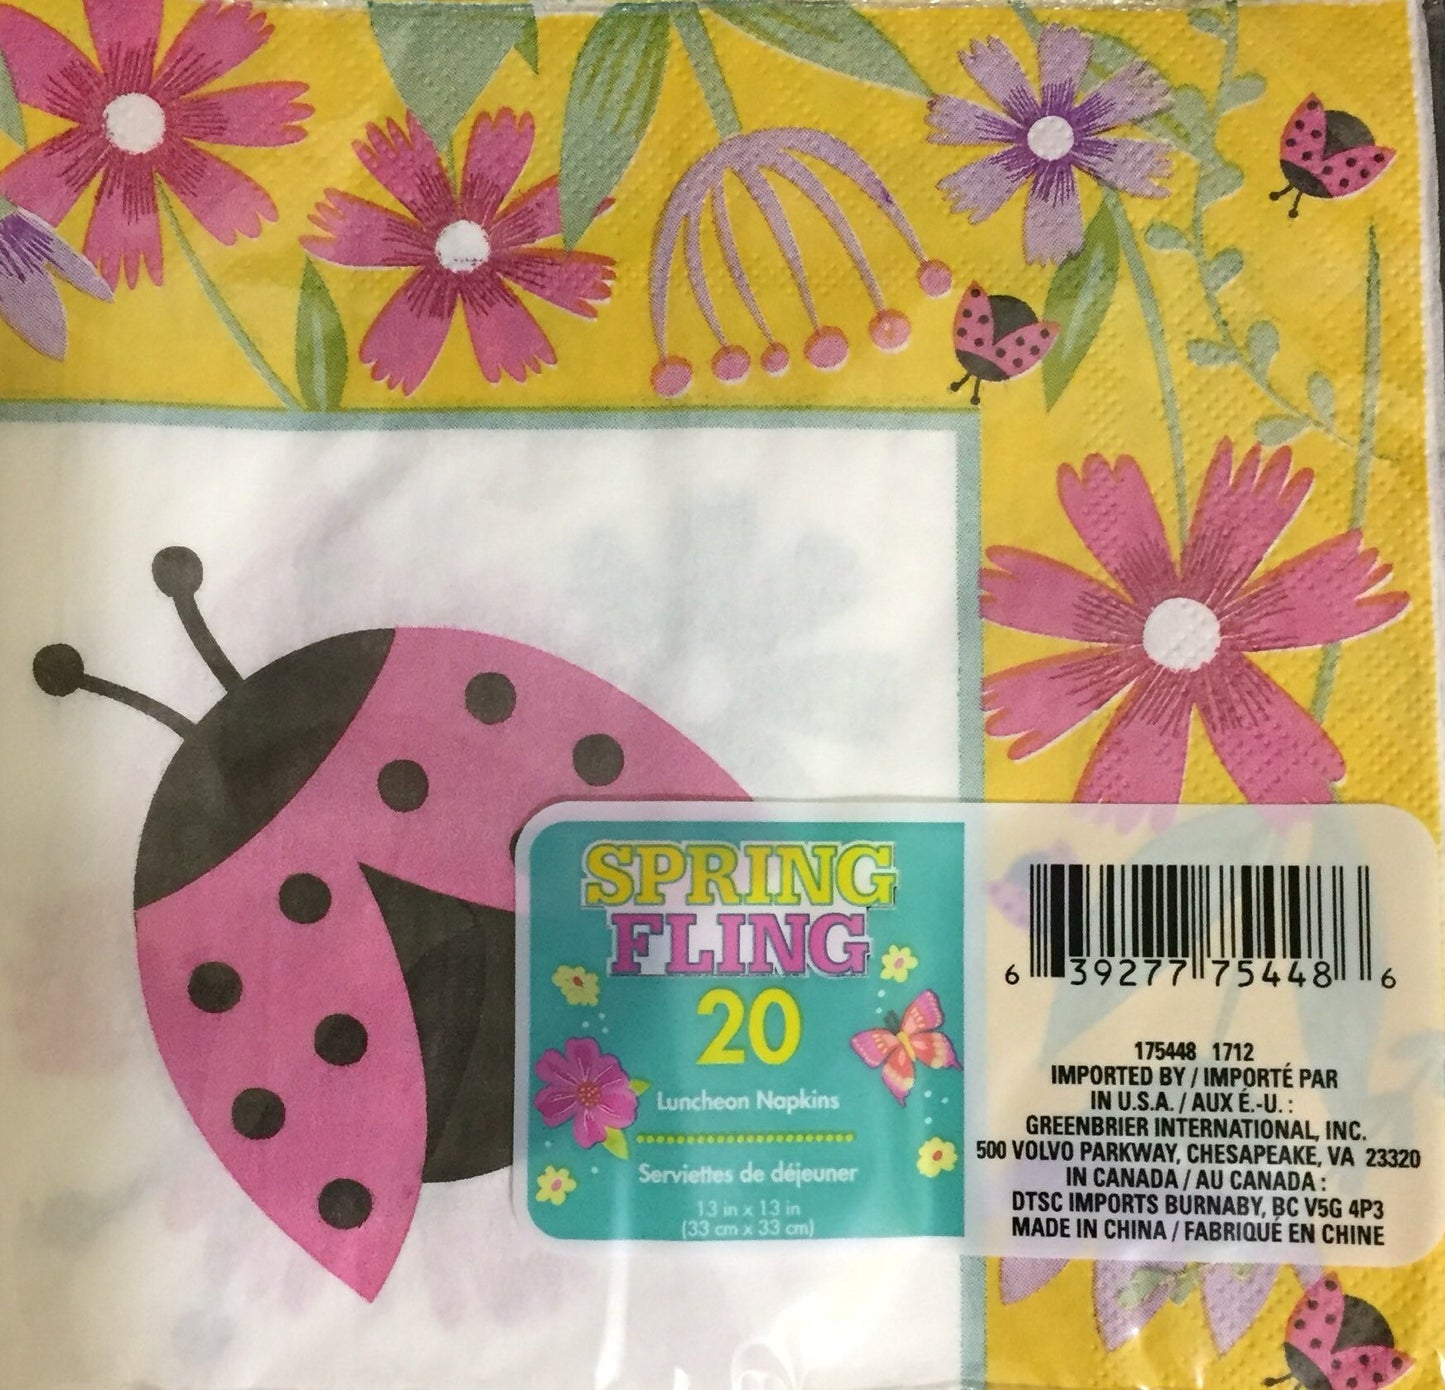 SPRING
FLING
20
Luncheon Napkins
Serviettes de déjeuner
13 in x 13 in
(33 cm x 33 cm)
6 39277 75448 6
175448 1712
IMPORTED BY / IMPORTÉ PAR
IN U.S.A. / AUX É.-U. :
GREENBRIER INTERNATIONAL, INC.
500 VOLVO PARKWAY, CHESAPEAKE, VA 23320
IN CANADA / AU CANADA :
DTSC IMPORTS BURNABY, BC V5G 4P3
MADE IN CHINA / FABRIQUÉ EN CHINE